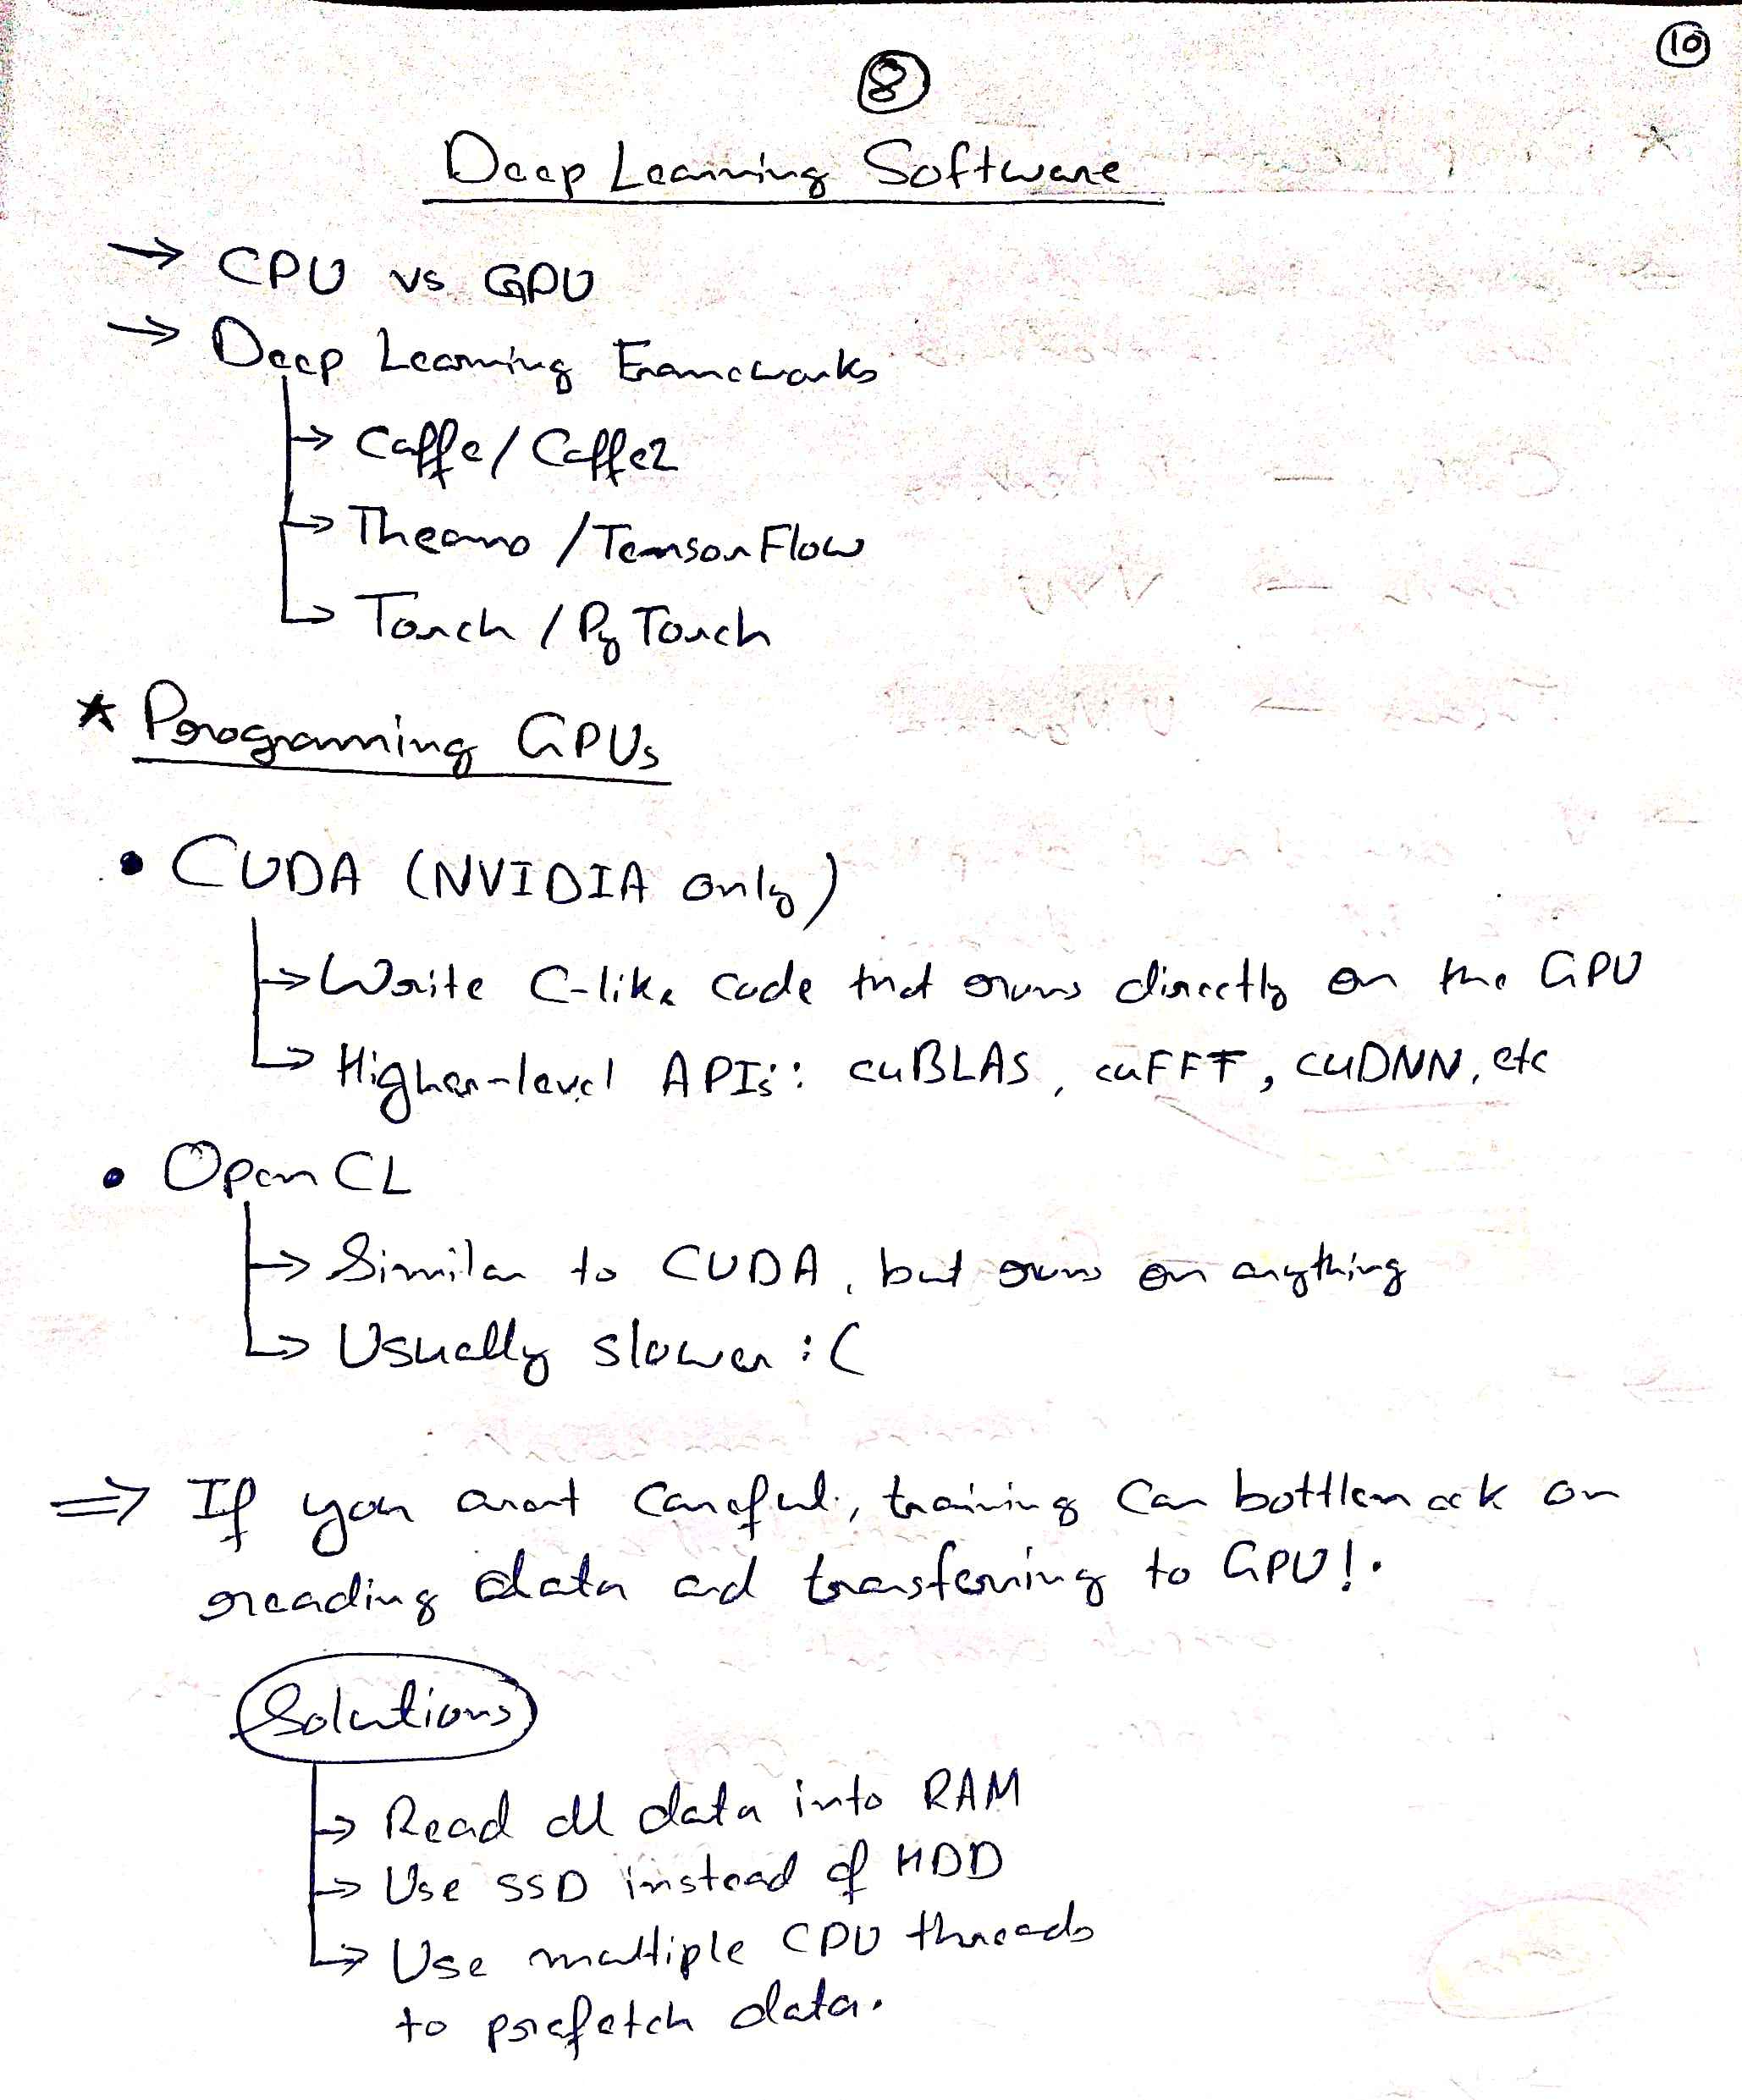 10
8
Deep Learning Software
→ CPU vs GPU
→ Deep Learning Frameworks
→ Caffe / Caffe2
→ Theano / TensorFlow
→ Torch / PyTorch
* Programing GPUs
• CUDA (NVIDIA only)
→ Write C-like code that runs directly on the GPU
→ Higher-level APIs: cuBLAS, cuFFT, cuDNN, etc
• OpenCL
→ Similar to CUDA, but runs on anything
→ Usually slower :(
⇒ If you arent careful, training can bottleneck on
reading data and transferring to GPU!.
Solutions
→ Read all data into RAM
→ Use SSD instead of HDD
→ Use multiple CPU threads
to prefetch data.